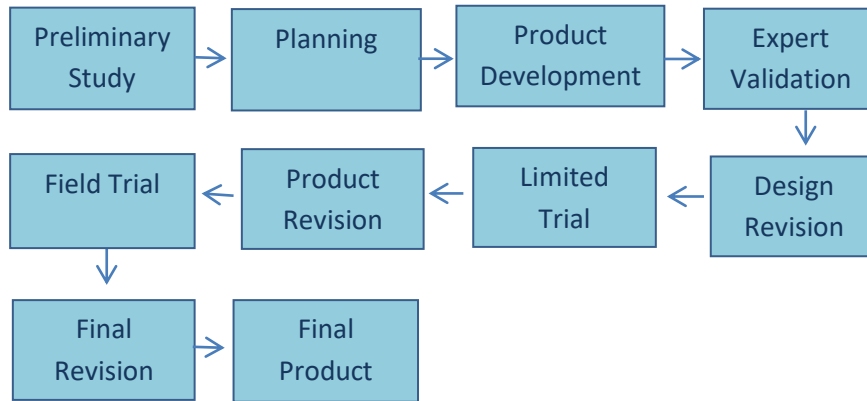 Preliminary
Study
Planning
Product
Development
Expert
Validation
Design
Revision
Limited
Trial
Product
Revision
Field Trial
Final
Revision
Final
Product